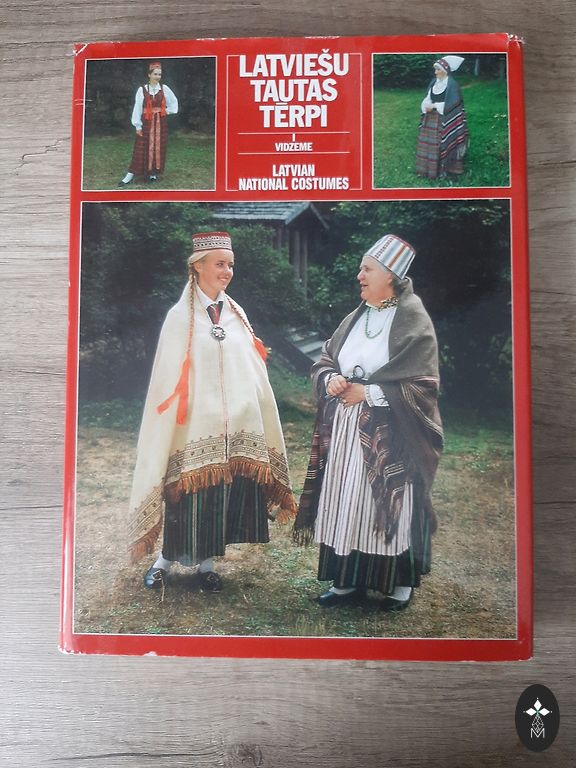 LATVIEŠU
TAUTAS
TĒRPI
I
VIDZEME
LATVIAN
NATIONAL COSTUMES
M